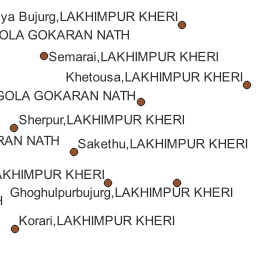 ya Bujurg,LAKHIMPUR KHERI
OLA GOKARAN NATH
Semarai,LAKHIMPUR KHERI
Khetousa,LAKHIMPUR KHERI
GOLA GOKARAN NATH
Sherpur,LAKHIMPUR KHERI
RAN NATH
Sakethu,LAKHIMPUR KHERI
AKHIMPUR KHERI
Ghoghulpurbujurg,LAKHIMPUR KHERI
H
Korari,LAKHIMPUR KHERI